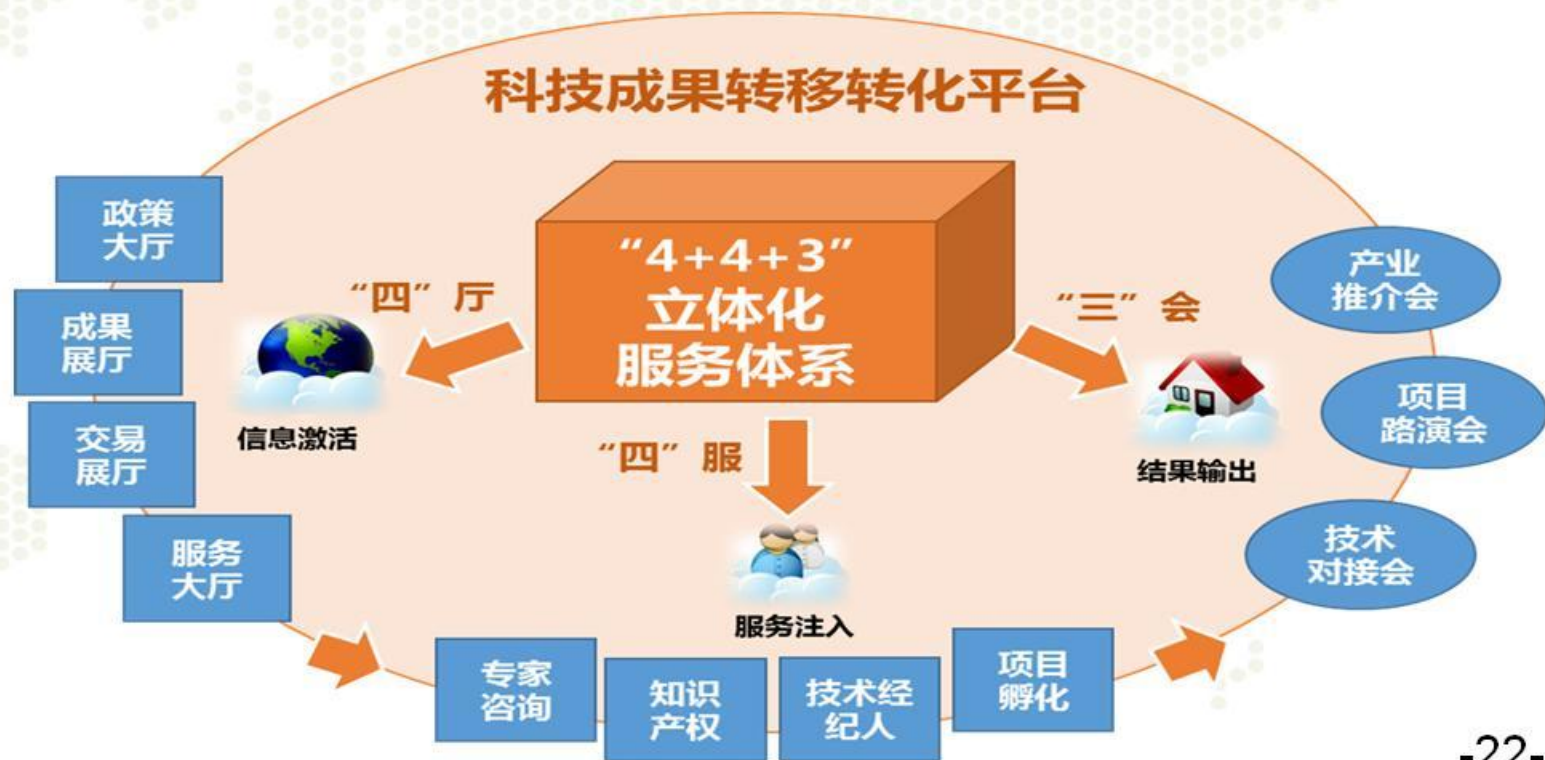 科技成果转移转化平台
“4+4+3”
立体化
服务体系
“四”厅
信息激活
政策
大厅
成果
展厅
交易
展厅
服务
大厅
“四”服
服务注入
专家
咨询
知识
产权
技术经
纪人
项目
孵化
“三”会
结果输出
产业
推介会
项目
路演会
技术
对接会
-22-